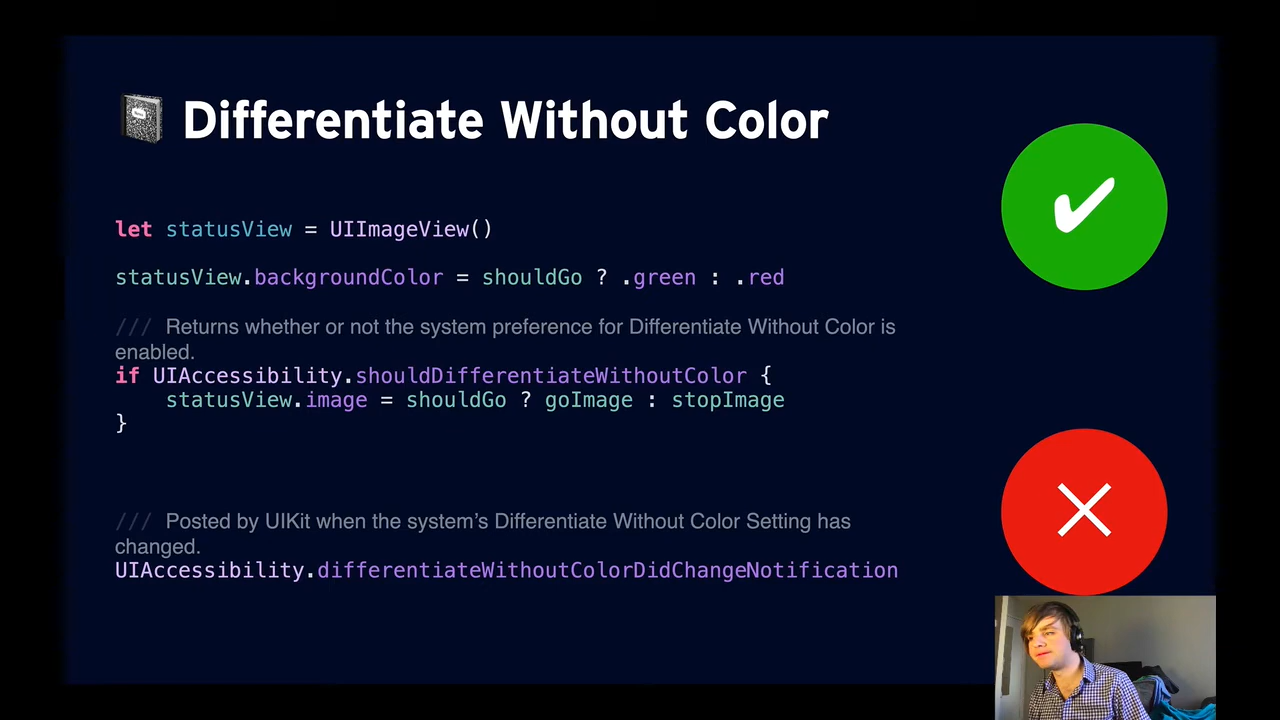 Differentiate Without Color
let statusView = UIImageView()
statusView.backgroundColor = shouldGo ? .green : .red
/// Returns whether or not the system preference for Differentiate Without Color is
enabled.
if UIAccessibility.shouldDifferentiateWithoutColor {
    statusView.image = shouldGo ? goImage : stopImage
}
/// Posted by UIKit when the system’s Differentiate Without Color Setting has
changed.
UIAccessibility.differentiateWithoutColorDidChangeNotification